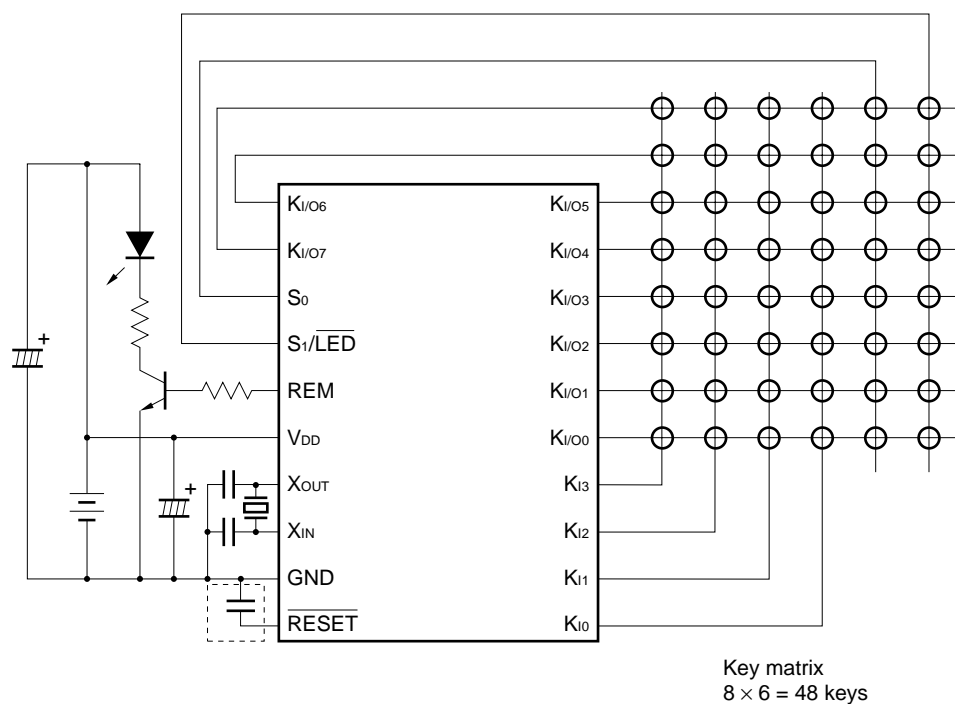 +
+
KI/O6
KI/O7
S0
S1/LED
REM
VDD
XOUT
XIN
GND
RESET
KI/O5
KI/O4
KI/O3
KI/O2
KI/O1
KI/O0
KI3
KI2
KI1
KI0
Key matrix
8 × 6 = 48 keys